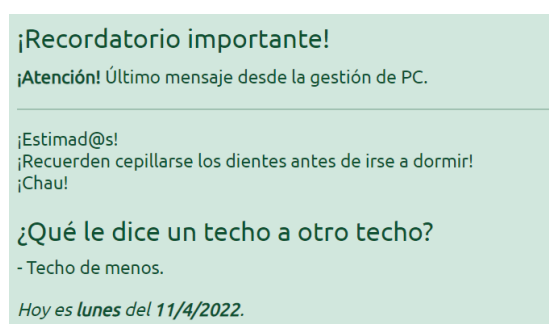 ¡Recordatorio importante!
¡Atención! Último mensaje desde la gestión de PC.
¡Estimad@s!
¡Recuerden cepillarse los dientes antes de irse a dormir!
¡Chau!
¿Qué le dice un techo a otro techo?
- Techo de menos.
Hoy es lunes del 11/4/2022.